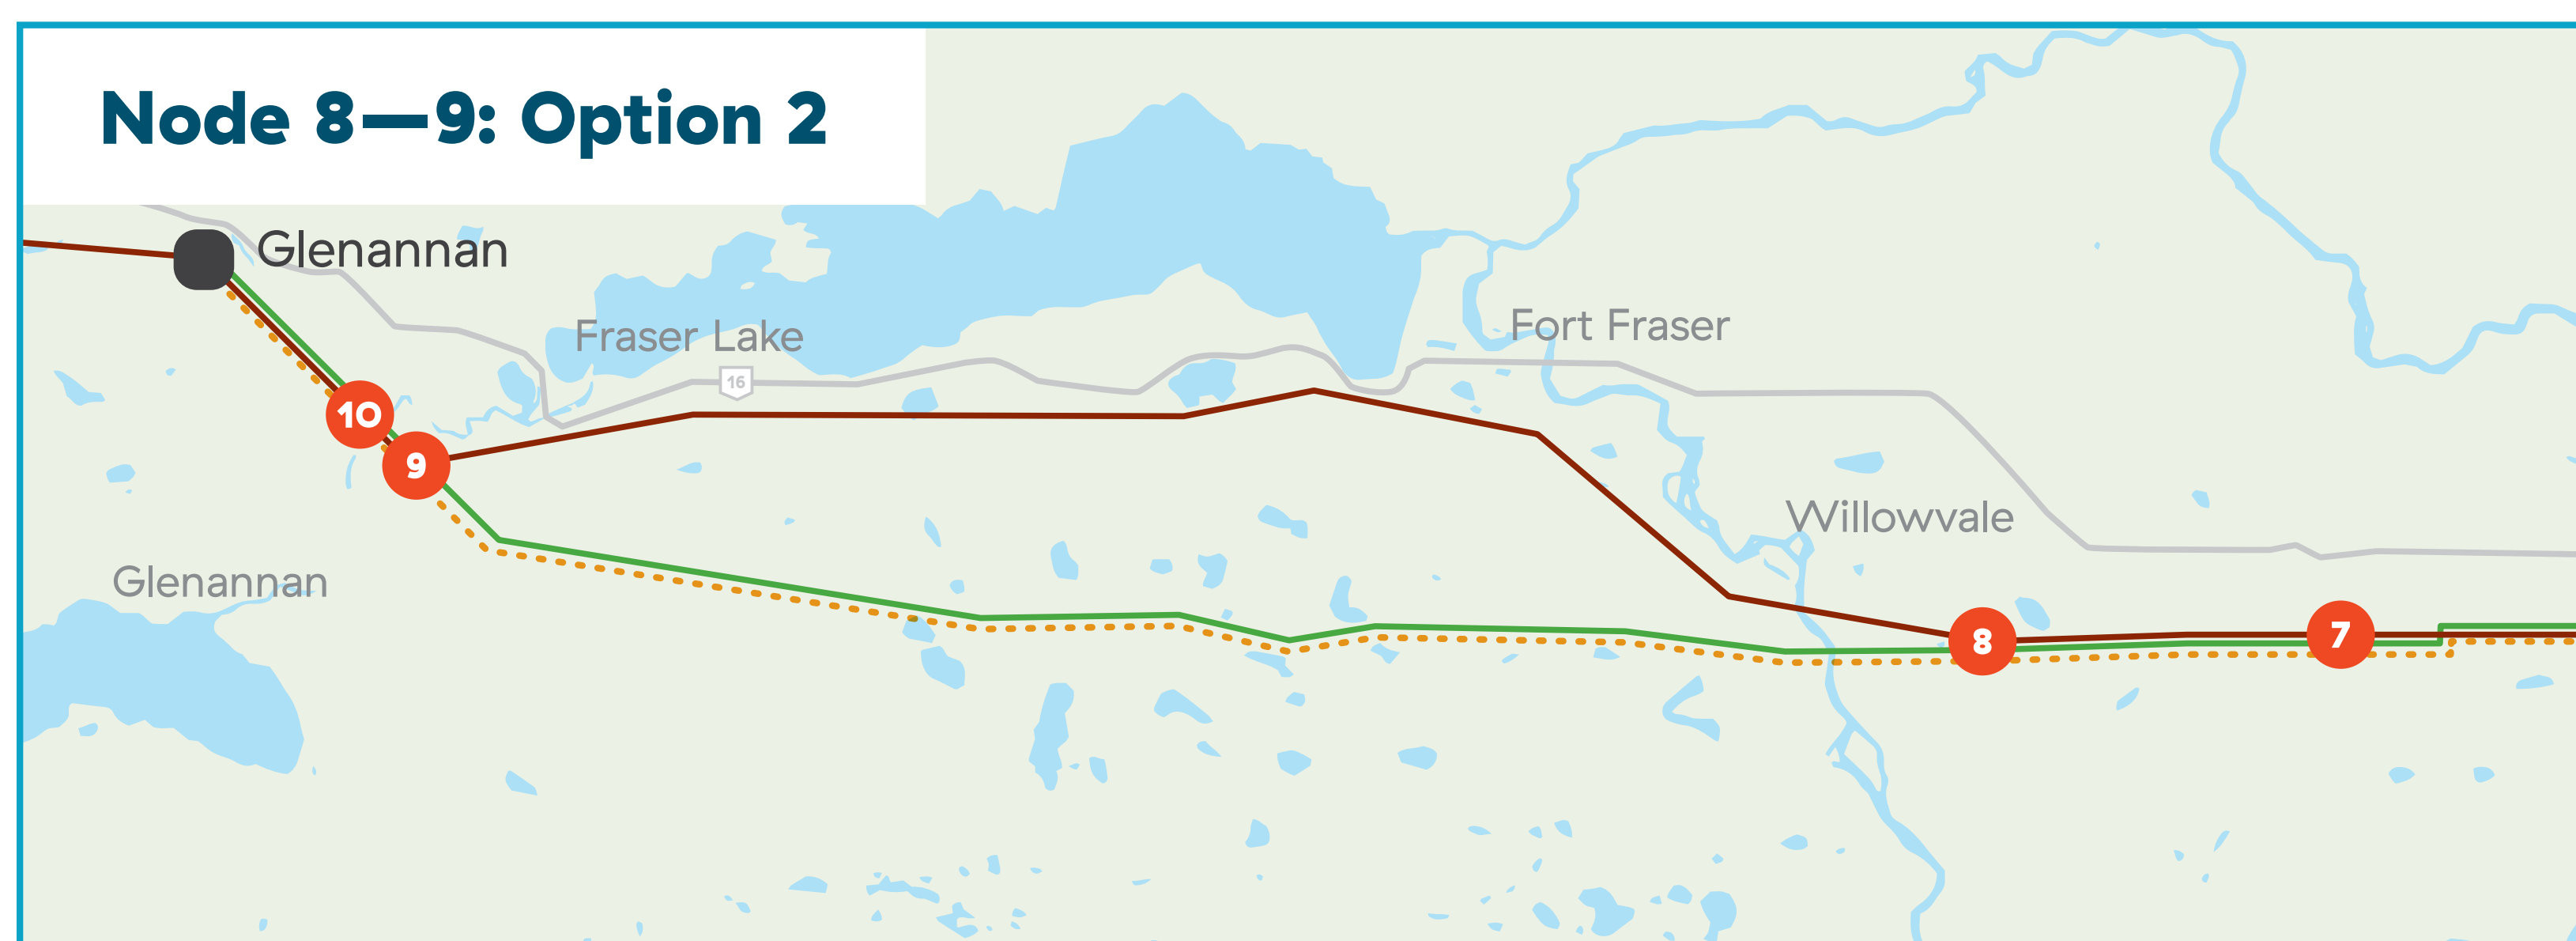 Node 8—9: Option 2
Glenannan
Fraser Lake
Fort Fraser
16
10
9
Willowvale
Glenannan
8
7